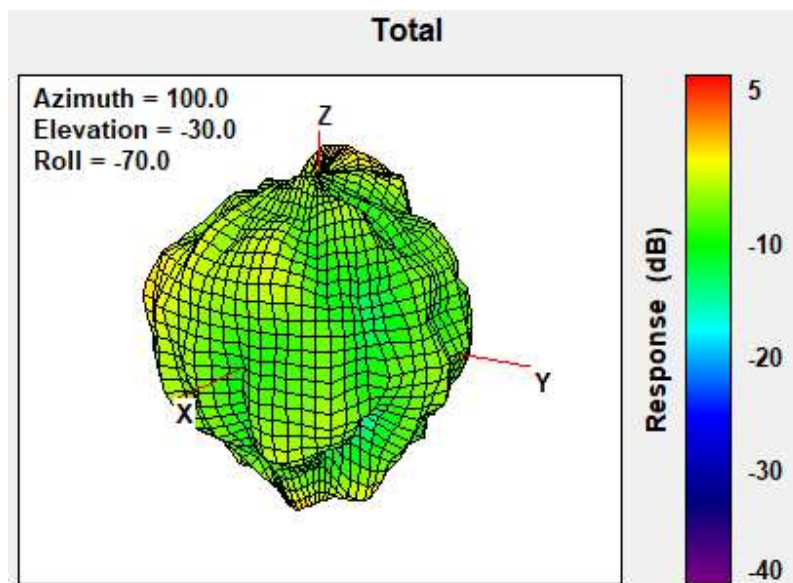 Total
Azimuth = 100.0
Elevation = -30.0
Roll = -70.0
Z
Y
X
Response (dB)
5
-10
-20
-30
-40